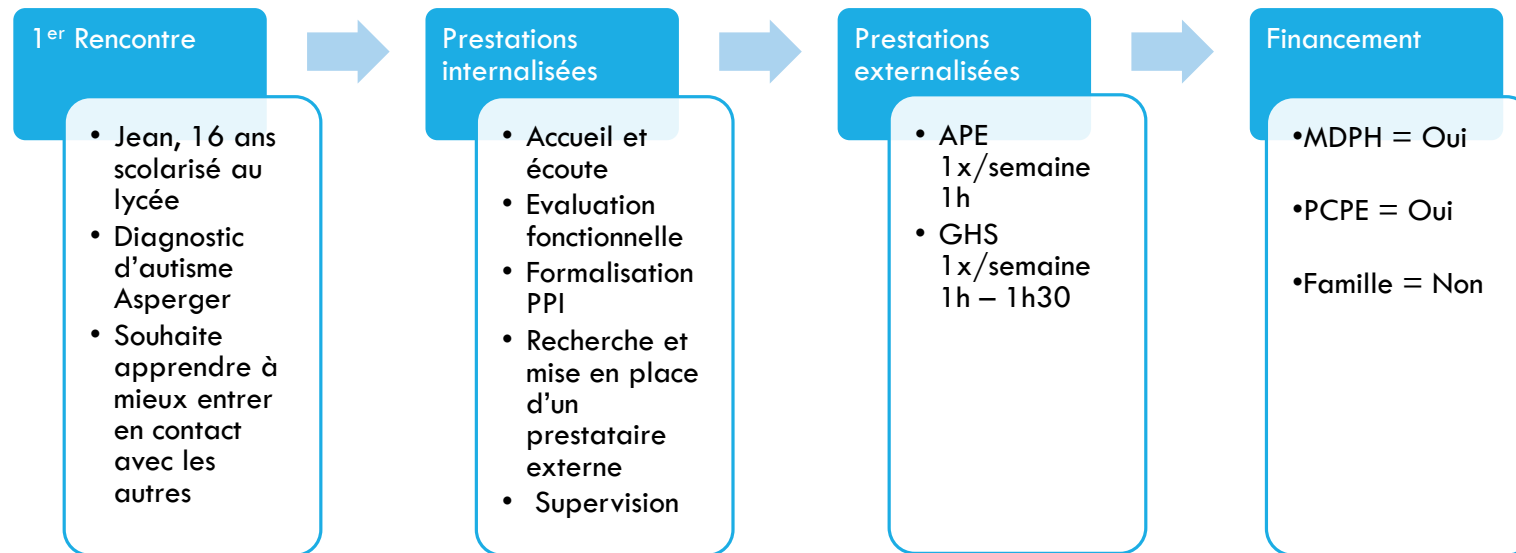 1er Rencontre
• Jean, 16 ans
scolarisé au
lycée
• Diagnostic
d’autisme
Asperger
• Souhaite
apprendre à
mieux entrer
en contact
avec les
autres
Prestations
internalisées
• Accueil et
écoute
• Evaluation
fonctionnelle
• Formalisation
PPI
• Recherche et
mise en place
d’un
prestataire
externe
• Supervision
Prestations
externalisées
• APE
1x/semaine
1h
• GHS
1x/semaine
1h – 1h30
Financement
•MDPH = Oui
•PCPE = Oui
•Famille = Non